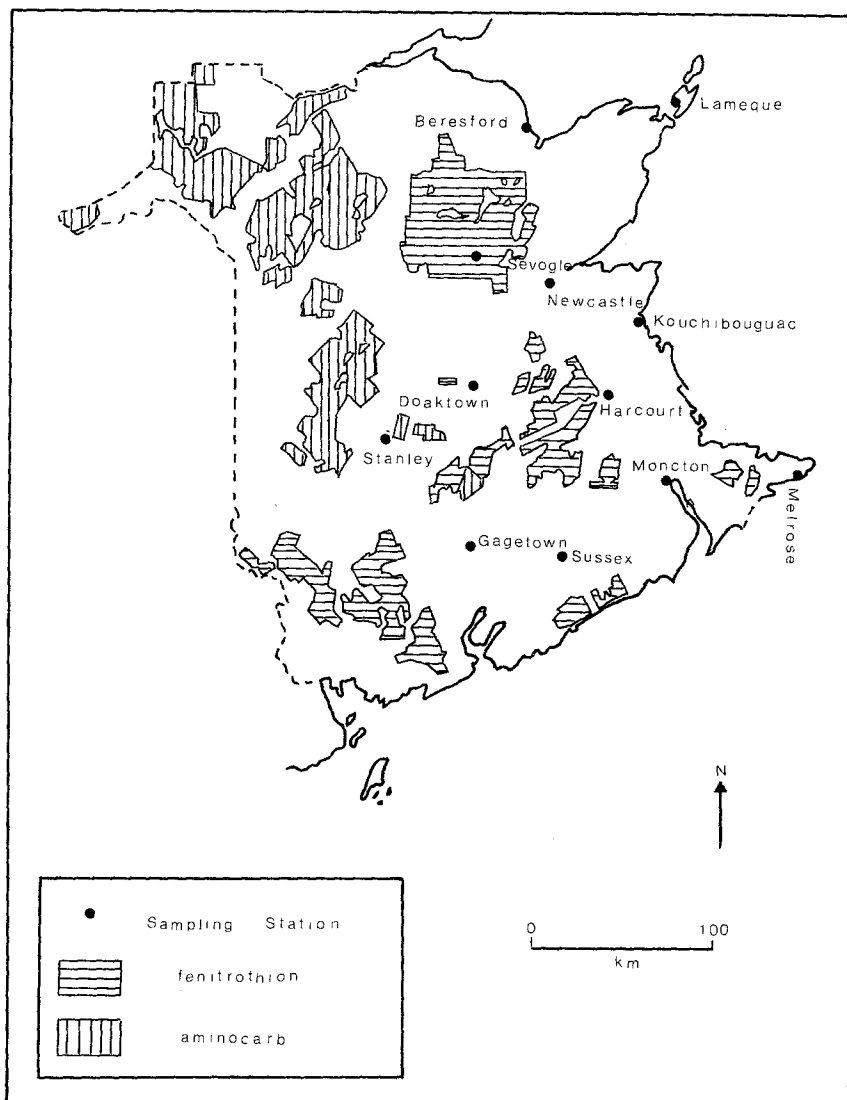 Lameque
Beresford
Sevogle
Newcastle
Kouchibouguac
Doaktown
Harcourt
Stanley
Moncton
Melrose
Gagetown
Sussex
N
Sampling Station
0 100
km
fenitrothion
aminocarb